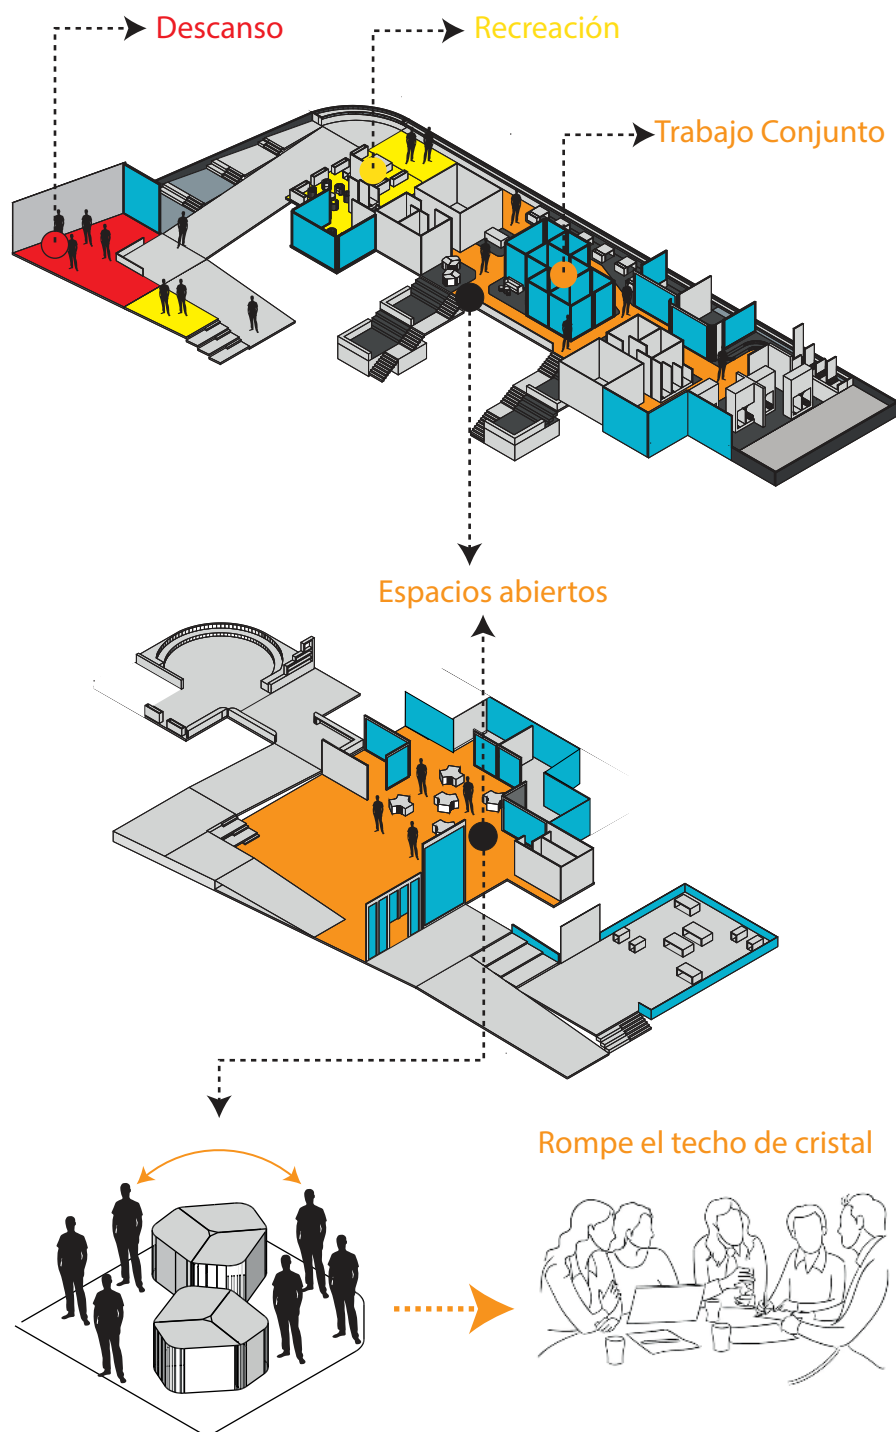 Descanso
Recreación
Trabajo Conjunto
Espacios abiertos
Rompe el techo de cristal